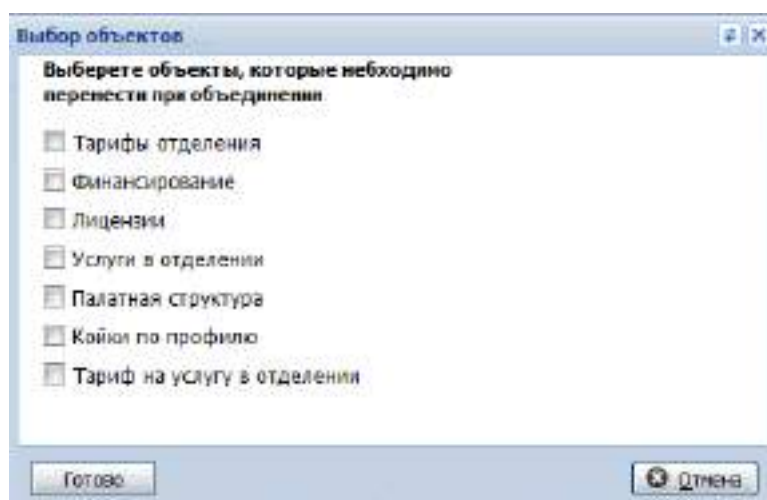 Выбор объектов
Выберете объекты, которые небходимо
перенести при объединении
Тарифы отделения
Финансирование
Лицензии
Услуги в отделении
Палатная структура
Койки по профилю
Тариф на услугу в отделении
Готово
Отмена